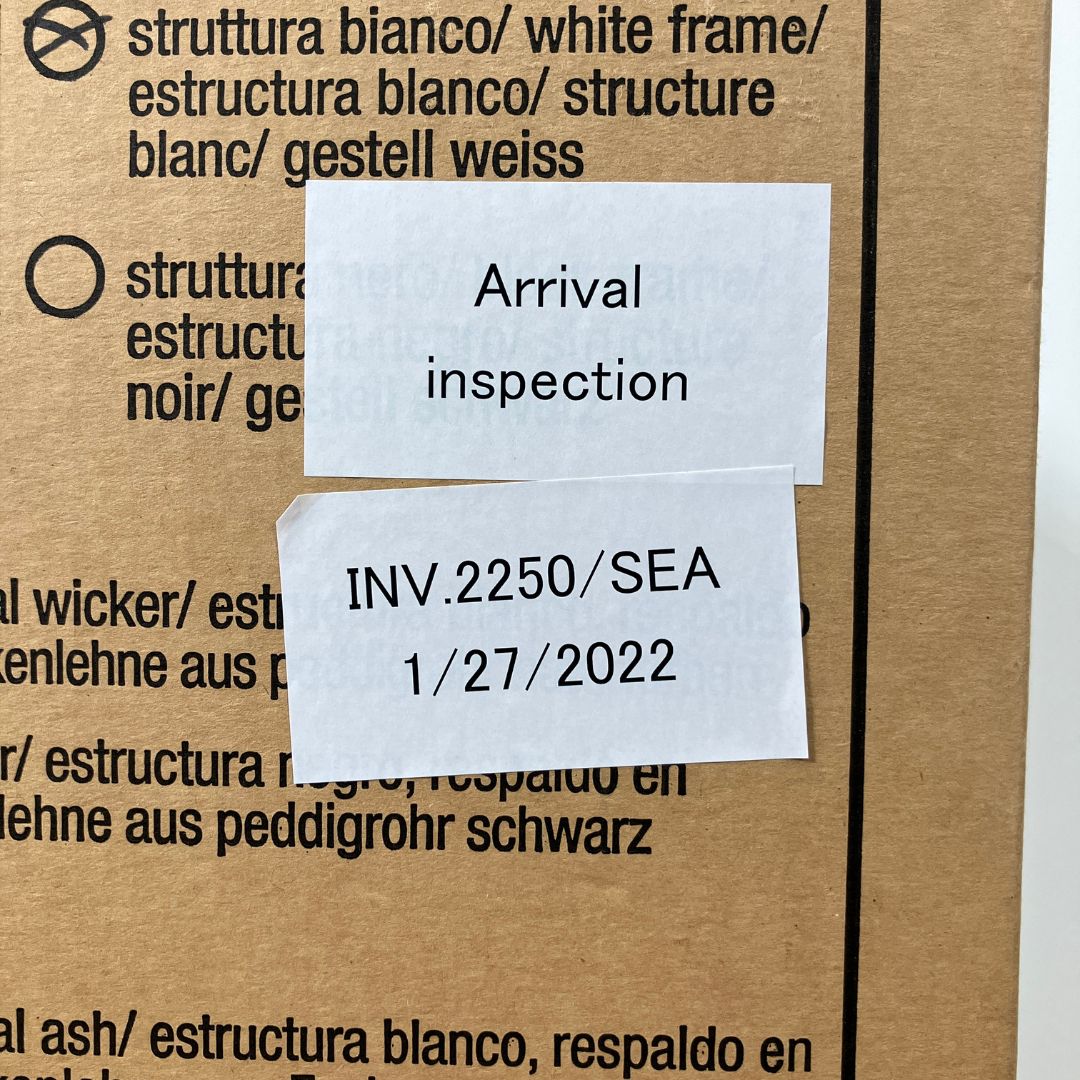 struttura bianco/ white frame/
estructura blanco/ structure
blanc/ gestell weiss
Arrival
inspection
struttura
estructu
noir/ ge
INV.2250/SEA
1/27/2022
al wicker/ est
kenlehne aus p
r/ estructura negro, respaldo en
lehne aus peddigrohr schwarz
al ash/ estructura blanco, respaldo en